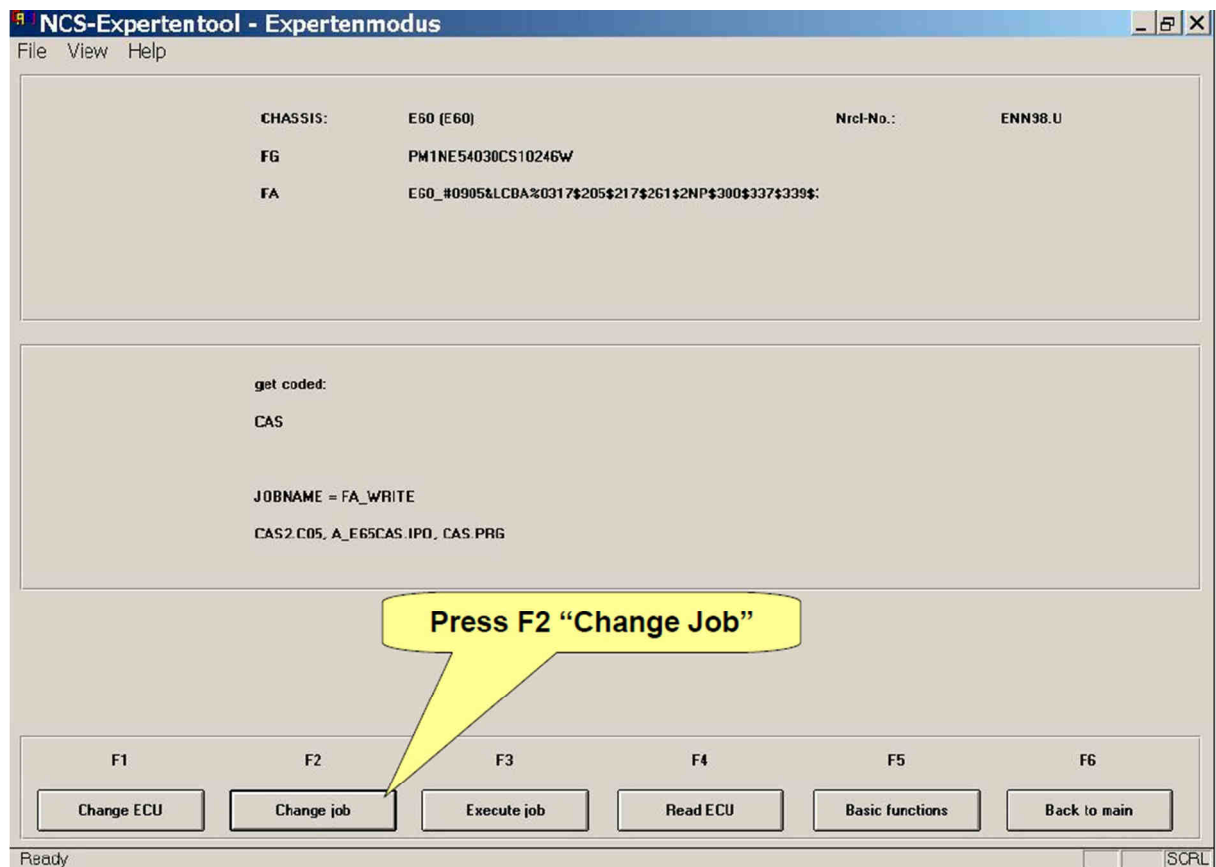 NCS-Expertentool - Expertenmodus
File View Help
CHASSIS: E60 (E60) Nrcl-No.: ENN98.U
FG PM1NE54030CS10246W
FA E60_#0905&LCBA%0317$205$217$261$2NP$300$337$339$:
get coded:
CAS
JOBNAME = FA_WRITE
CAS2.C05, A_E65CAS.IPO, CAS.PRG
Press F2 “Change Job”
F1 F2 F3 F4 F5 F6
Change ECU Change job Execute job Read ECU Basic functions Back to main
Ready SCRL